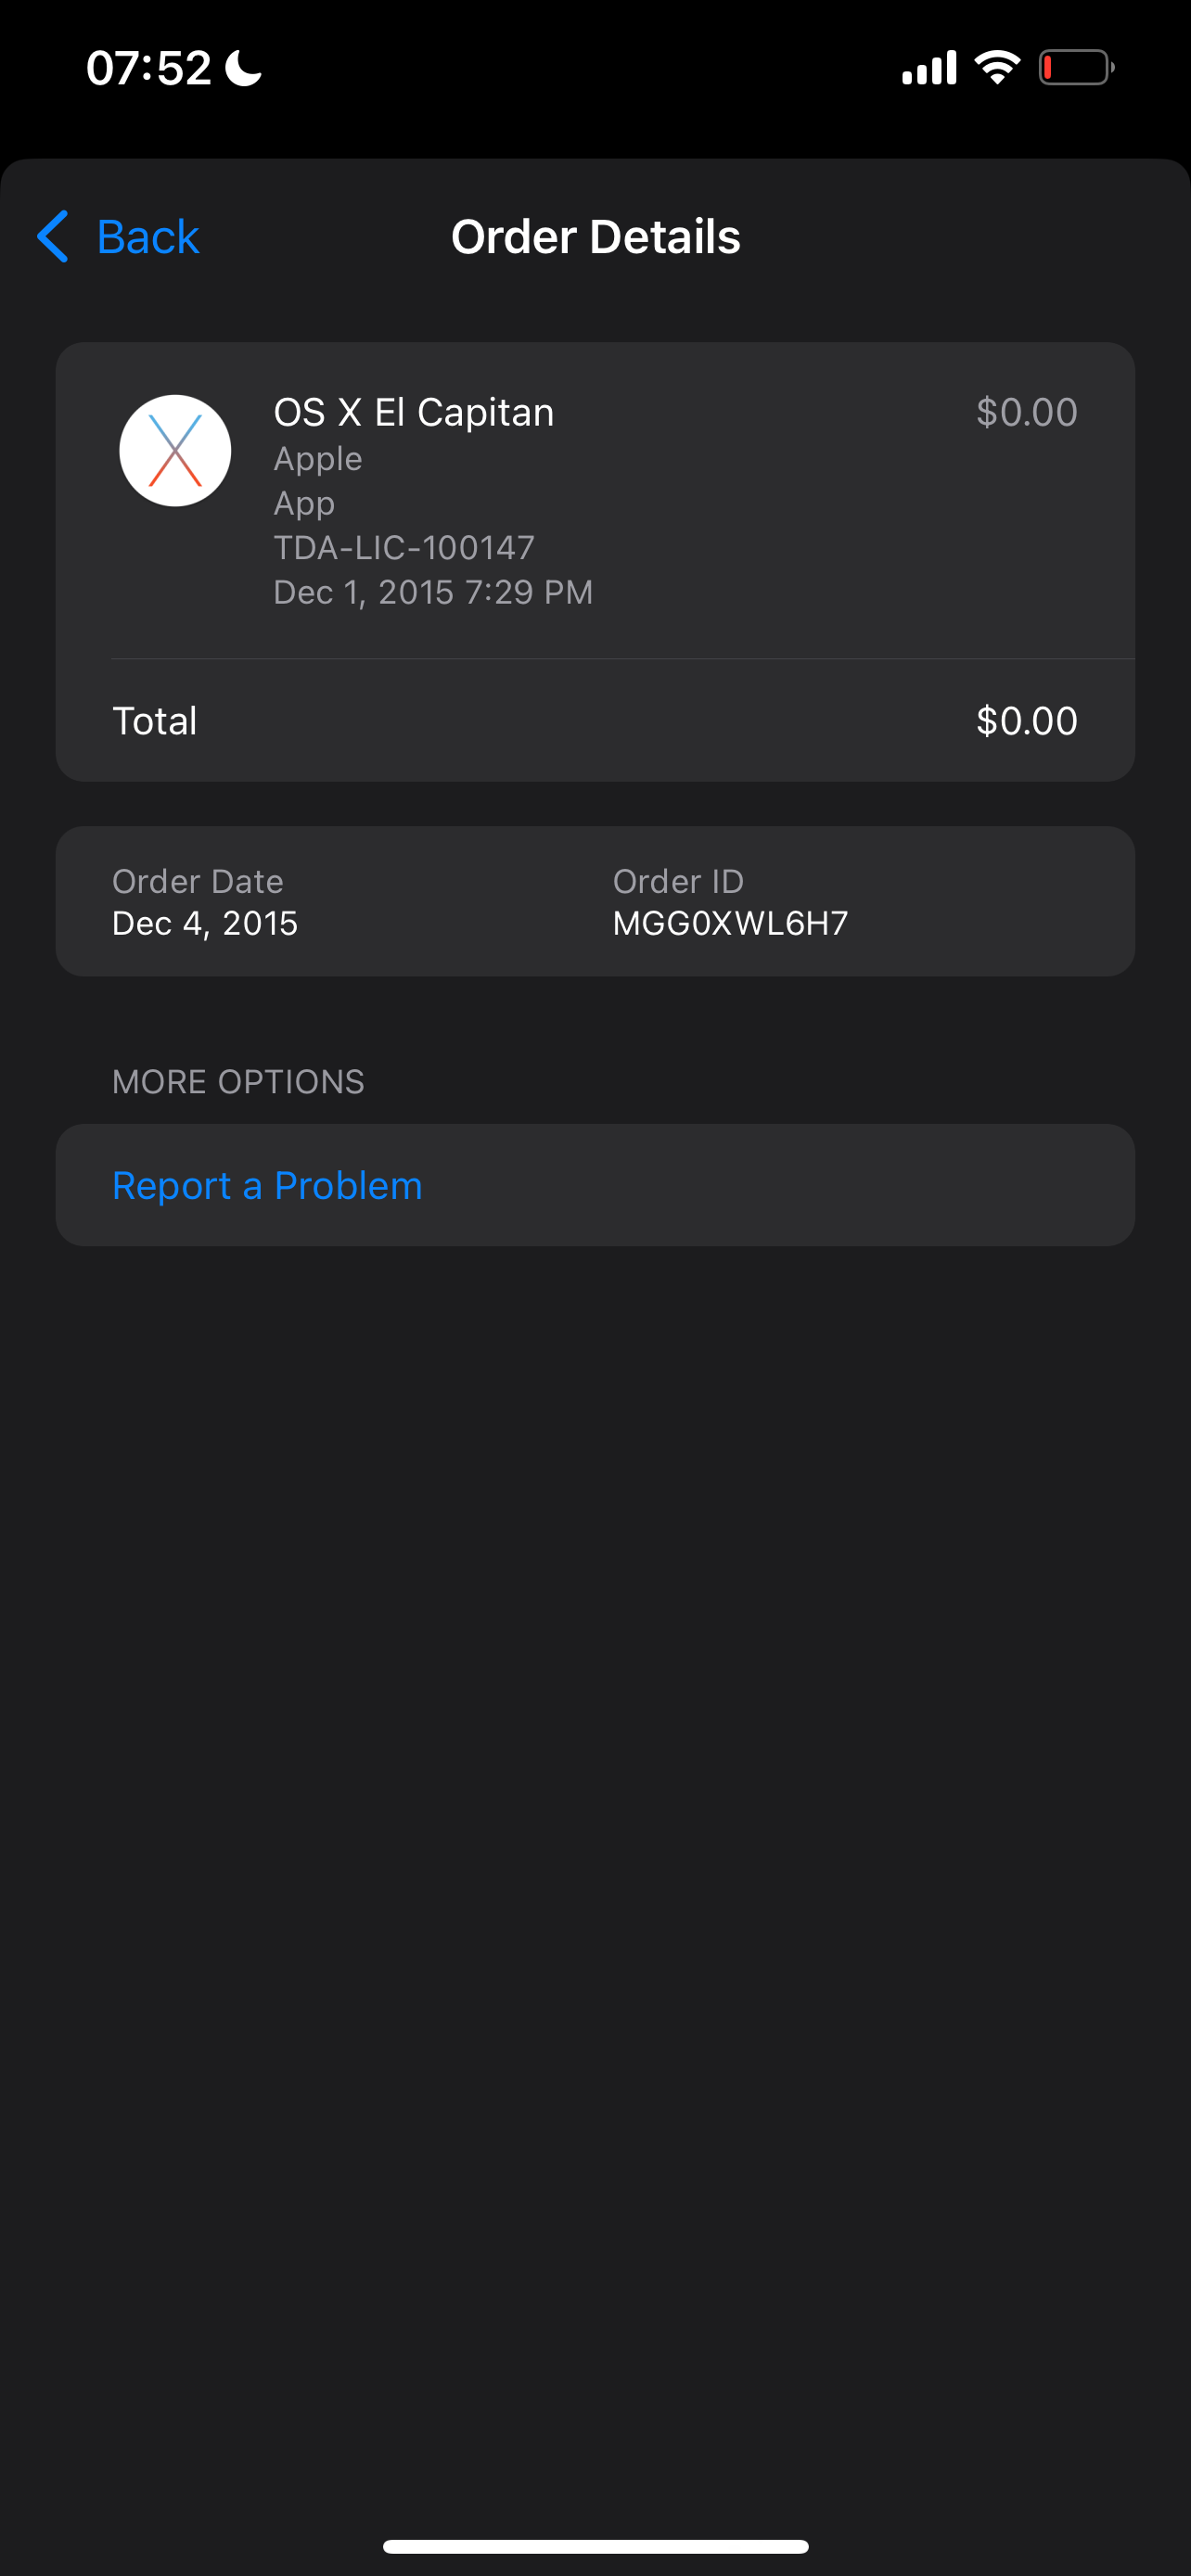 07:52
Back
Order Details
OS X El Capitan
$0.00
Apple
App
TDA-LIC-100147
Dec 1, 2015 7:29 PM
Total
$0.00
Order Date
Order ID
Dec 4, 2015
MGG0XWL6H7
MORE OPTIONS
Report a Problem